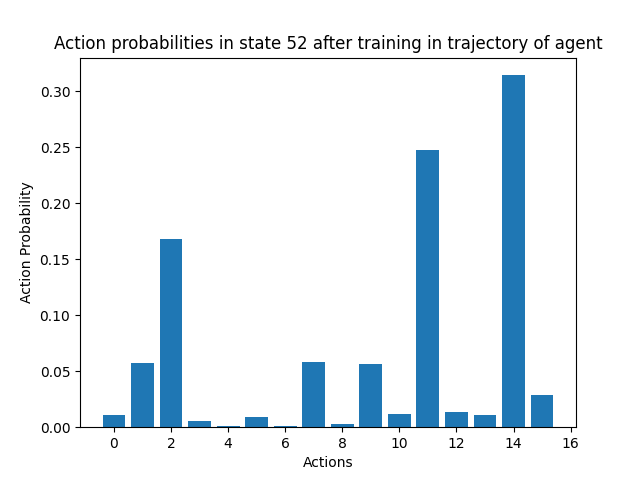 Action probabilities in state 52 after training in trajectory of agent
0.30
0.25
0.20
0.15
0.10
0.05
0.00
Action Probability
0 2 4 6 8 10 12 14 16
Actions